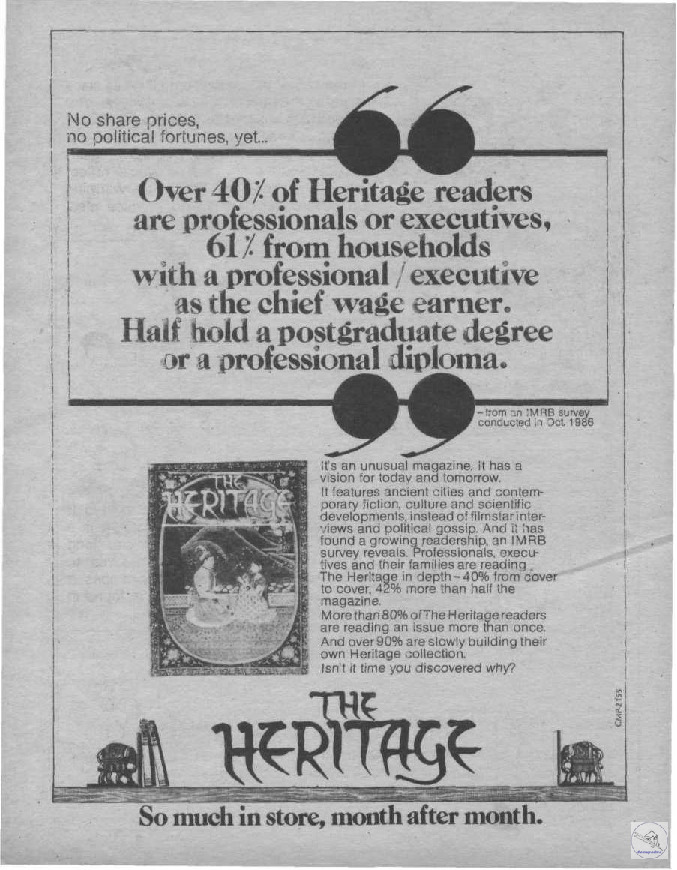 No share prices,
no political fortunes, yet...
Over 40% of Heritage readers
are professionals or executives,
61% from households
with a professional / executive
as the chief wage earner.
Half hold a postgraduate degree
or a professional diploma.
–from an IMRB survey
conducted in Oct. 1986
It's an unusual magazine. It has a
vision for today and tomorrow.
It features ancient cities and contem-
porary fiction, culture and scientific
developments, instead of filmstar inter-
views and political gossip. And it has
found a growing readership, an IMRB
survey reveals. Professionals, execu-
tives and their families are reading
The Heritage in depth – 40% from cover
to cover, 42% more than half the
magazine.
More than 80% of The Heritage readers
are reading an issue more than once.
And over 90% are slowly building their
own Heritage collection.
Isn't it time you discovered why?
THE
HERITAGE
THE
HERITAGE
So much in store, month after month.